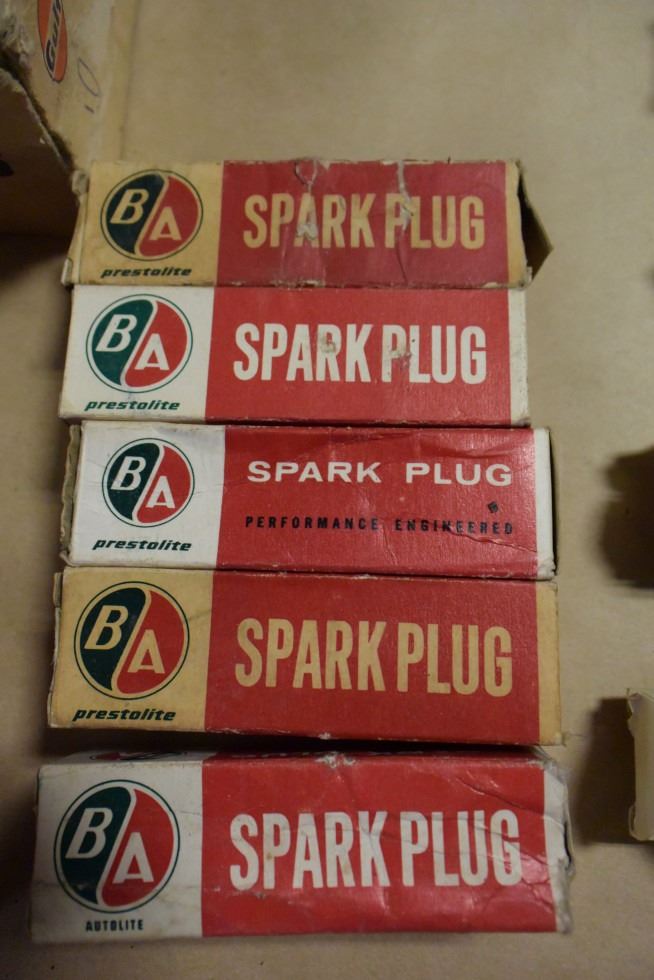 Gulf
BA
prestolite
SPARK PLUG
BA
prestolite
SPARK PLUG
BA
prestolite
SPARK PLUG
PERFORMANCE ENGINEERED
BA
prestolite
SPARK PLUG
BA
AUTOLITE
SPARK PLUG